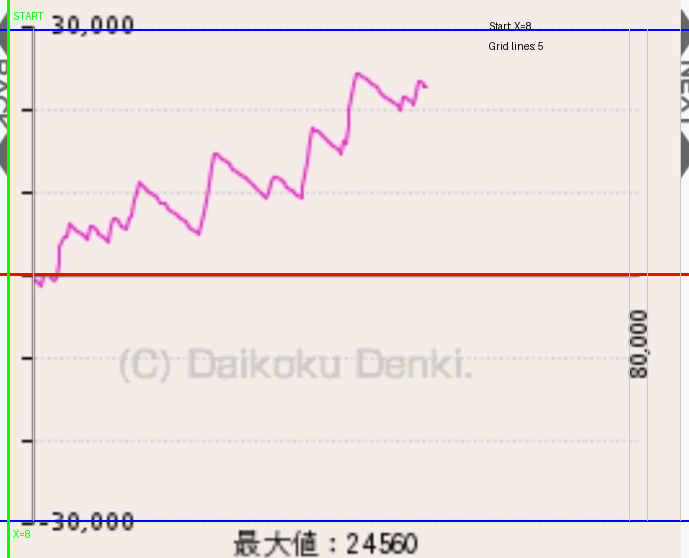 START
30,000
Start: X=8
Grid lines: 5
BACK
NEXT
(C) Daikoku Denki.
80,000
-30,000
X=8
最大値：24560